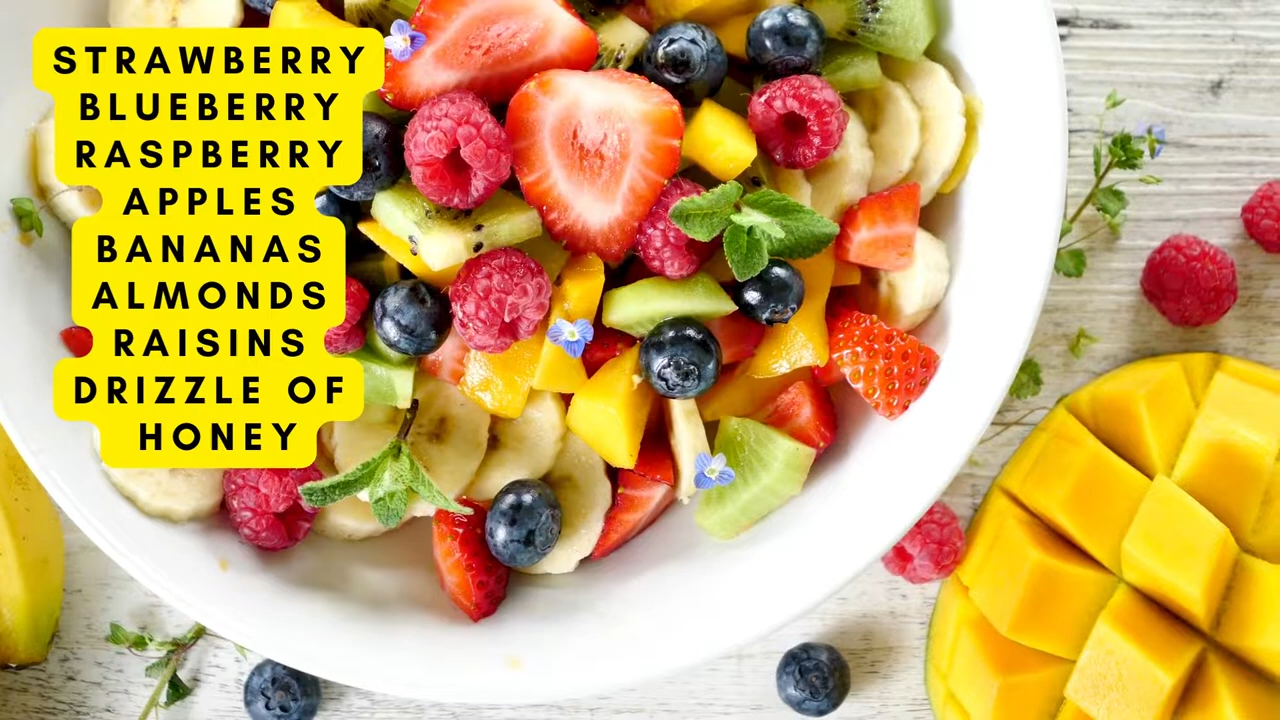 STRAWBERRY
BLUEBERRY
RASPBERRY
APPLES
BANANAS
ALMONDS
RAISINS
DRIZZLE OF
HONEY